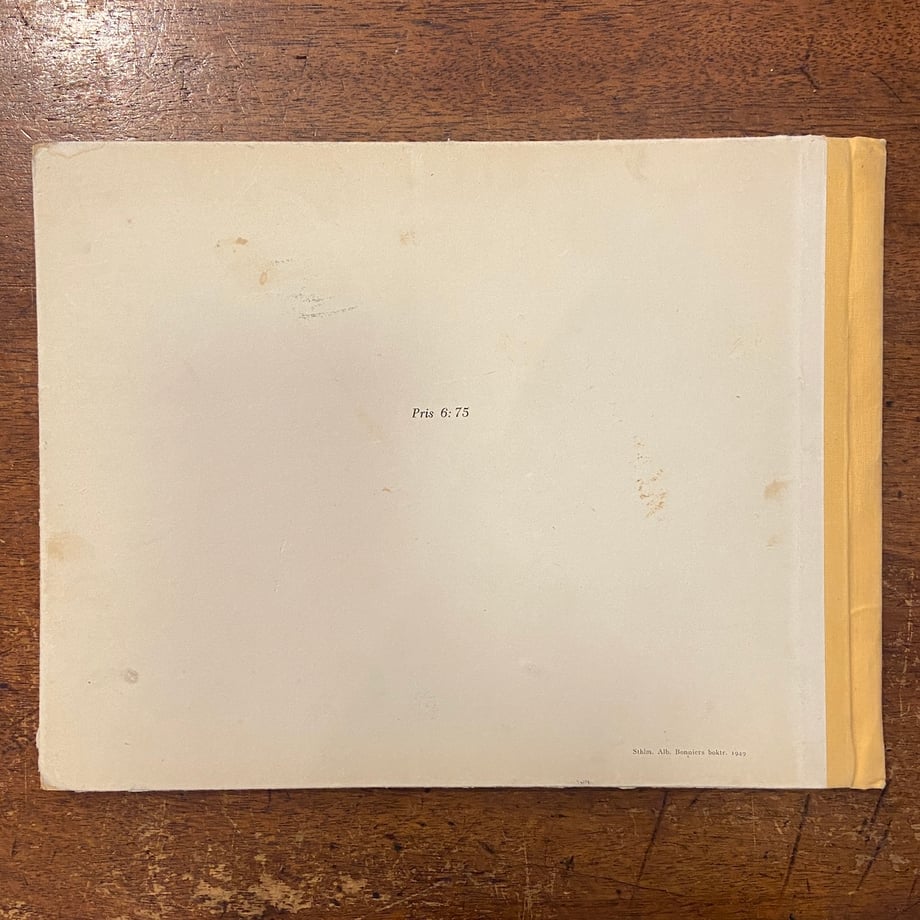 Pris 6:75
Sthlm. Alb. Bonniers boktr. 1949